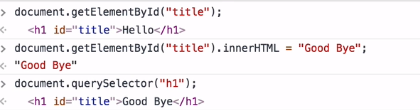 document.getElementById("title");
<h1 id="title">Hello</h1>
document.getElementById("title").innerHTML = "Good Bye";
"Good Bye"
document.querySelector("h1");
<h1 id="title">Good Bye</h1>